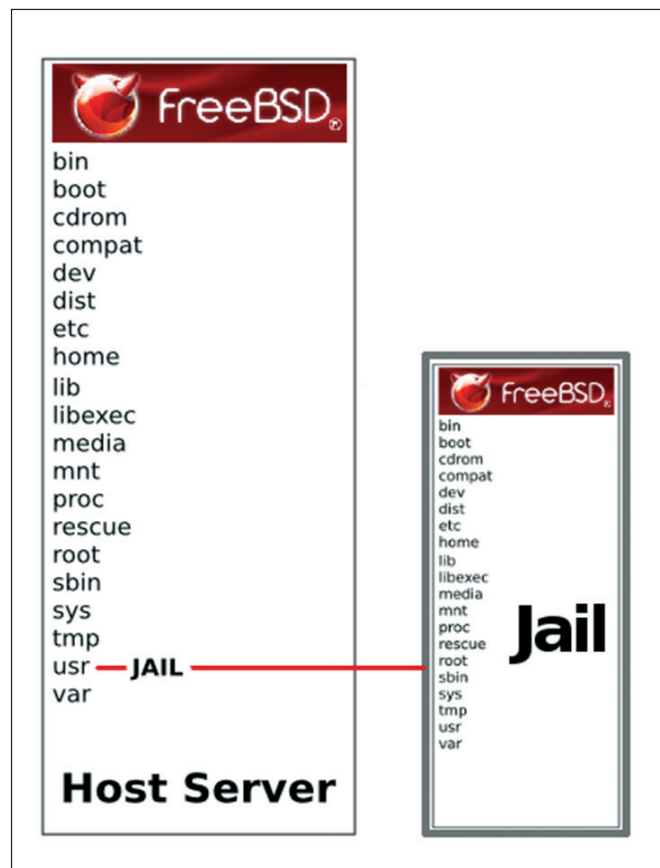 FreeBSD®
bin
boot
cdrom
compat
dev
dist
etc
home
lib
libexec
media
mnt
proc
rescue
root
sbin
sys
tmp
usr JAIL
var
Host Server
FreeBSD®
bin
boot
cdrom
compat
dev
dist
etc
home
lib
libexec
media
mnt
proc
rescue
root
sbin
sys
tmp
usr
var
Jail